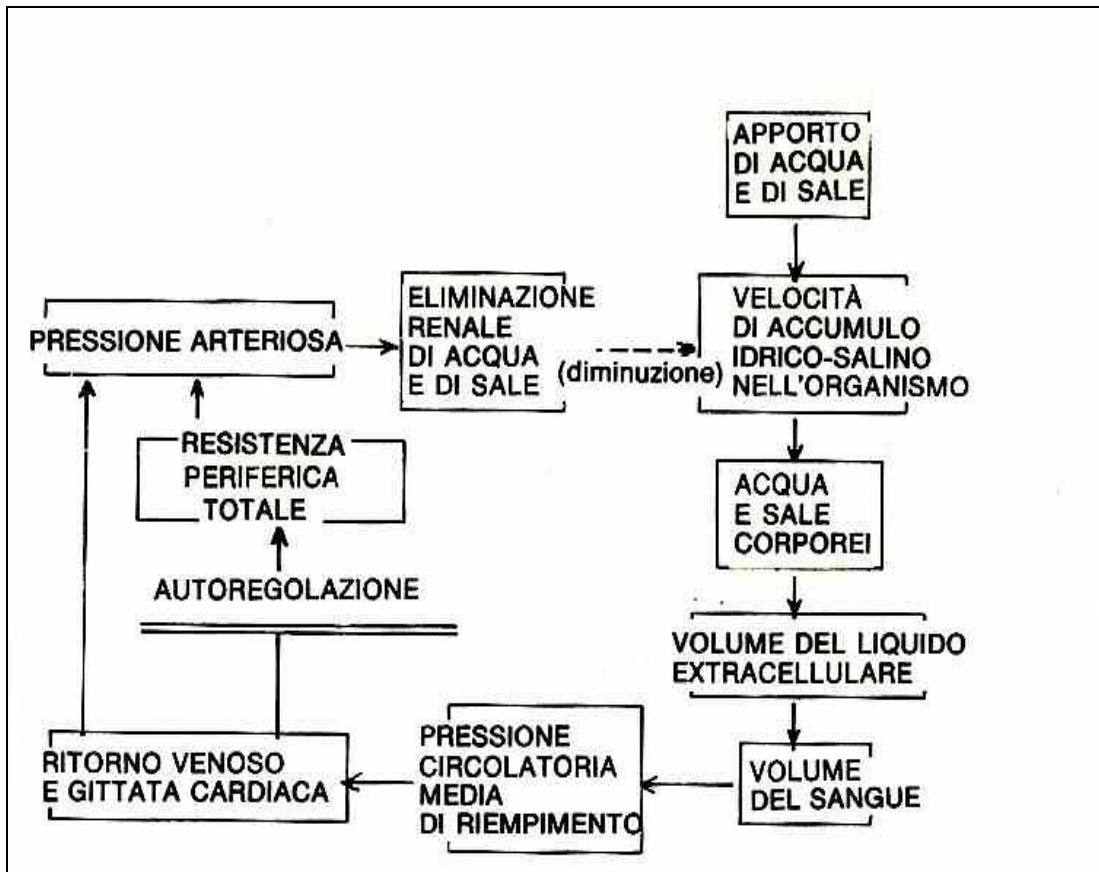 APPORTO
DI ACQUA
E DI SALE
PRESSIONE ARTERIOSA
ELIMINAZIONE
RENALE
DI ACQUA
E DI SALE
(diminuzione)
VELOCITÀ
DI ACCUMULO
IDRICO-SALINO
NELL'ORGANISMO
RESISTENZA
PERIFERICA
TOTALE
AUTOREGOLAZIONE
ACQUA
E SALE
CORPOREI
VOLUME DEL LIQUIDO
EXTRACELLULARE
RITORNO VENOSO
E GITTATA CARDIACA
PRESSIONE
CIRCOLATORIA
MEDIA
DI RIEMPIMENTO
VOLUME
DEL SANGUE